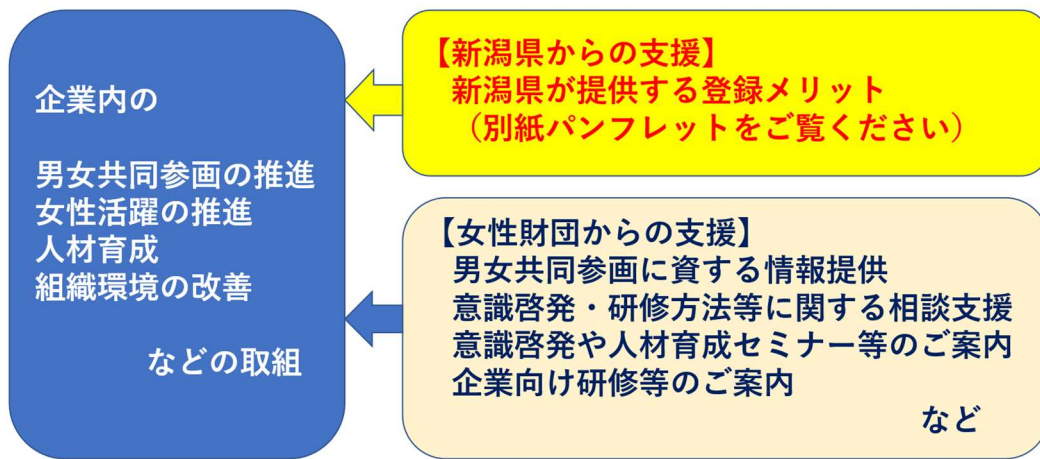 企業内の
男女共同参画の推進
女性活躍の推進
人材育成
組織環境の改善
などの取組
【新潟県からの支援】
新潟県が提供する登録メリット
（別紙パンフレットをご覧ください）
【女性財団からの支援】
男女共同参画に資する情報提供
意識啓発・研修方法等に関する相談支援
意識啓発や人材育成セミナー等のご案内
企業向け研修等のご案内
など